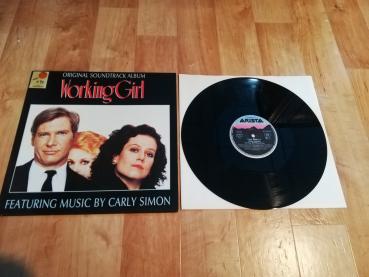 ORIGINAL SOUNDTRACK ALBUM
Working Girl
FEATURING MUSIC BY CARLY SIMON
ARISTA